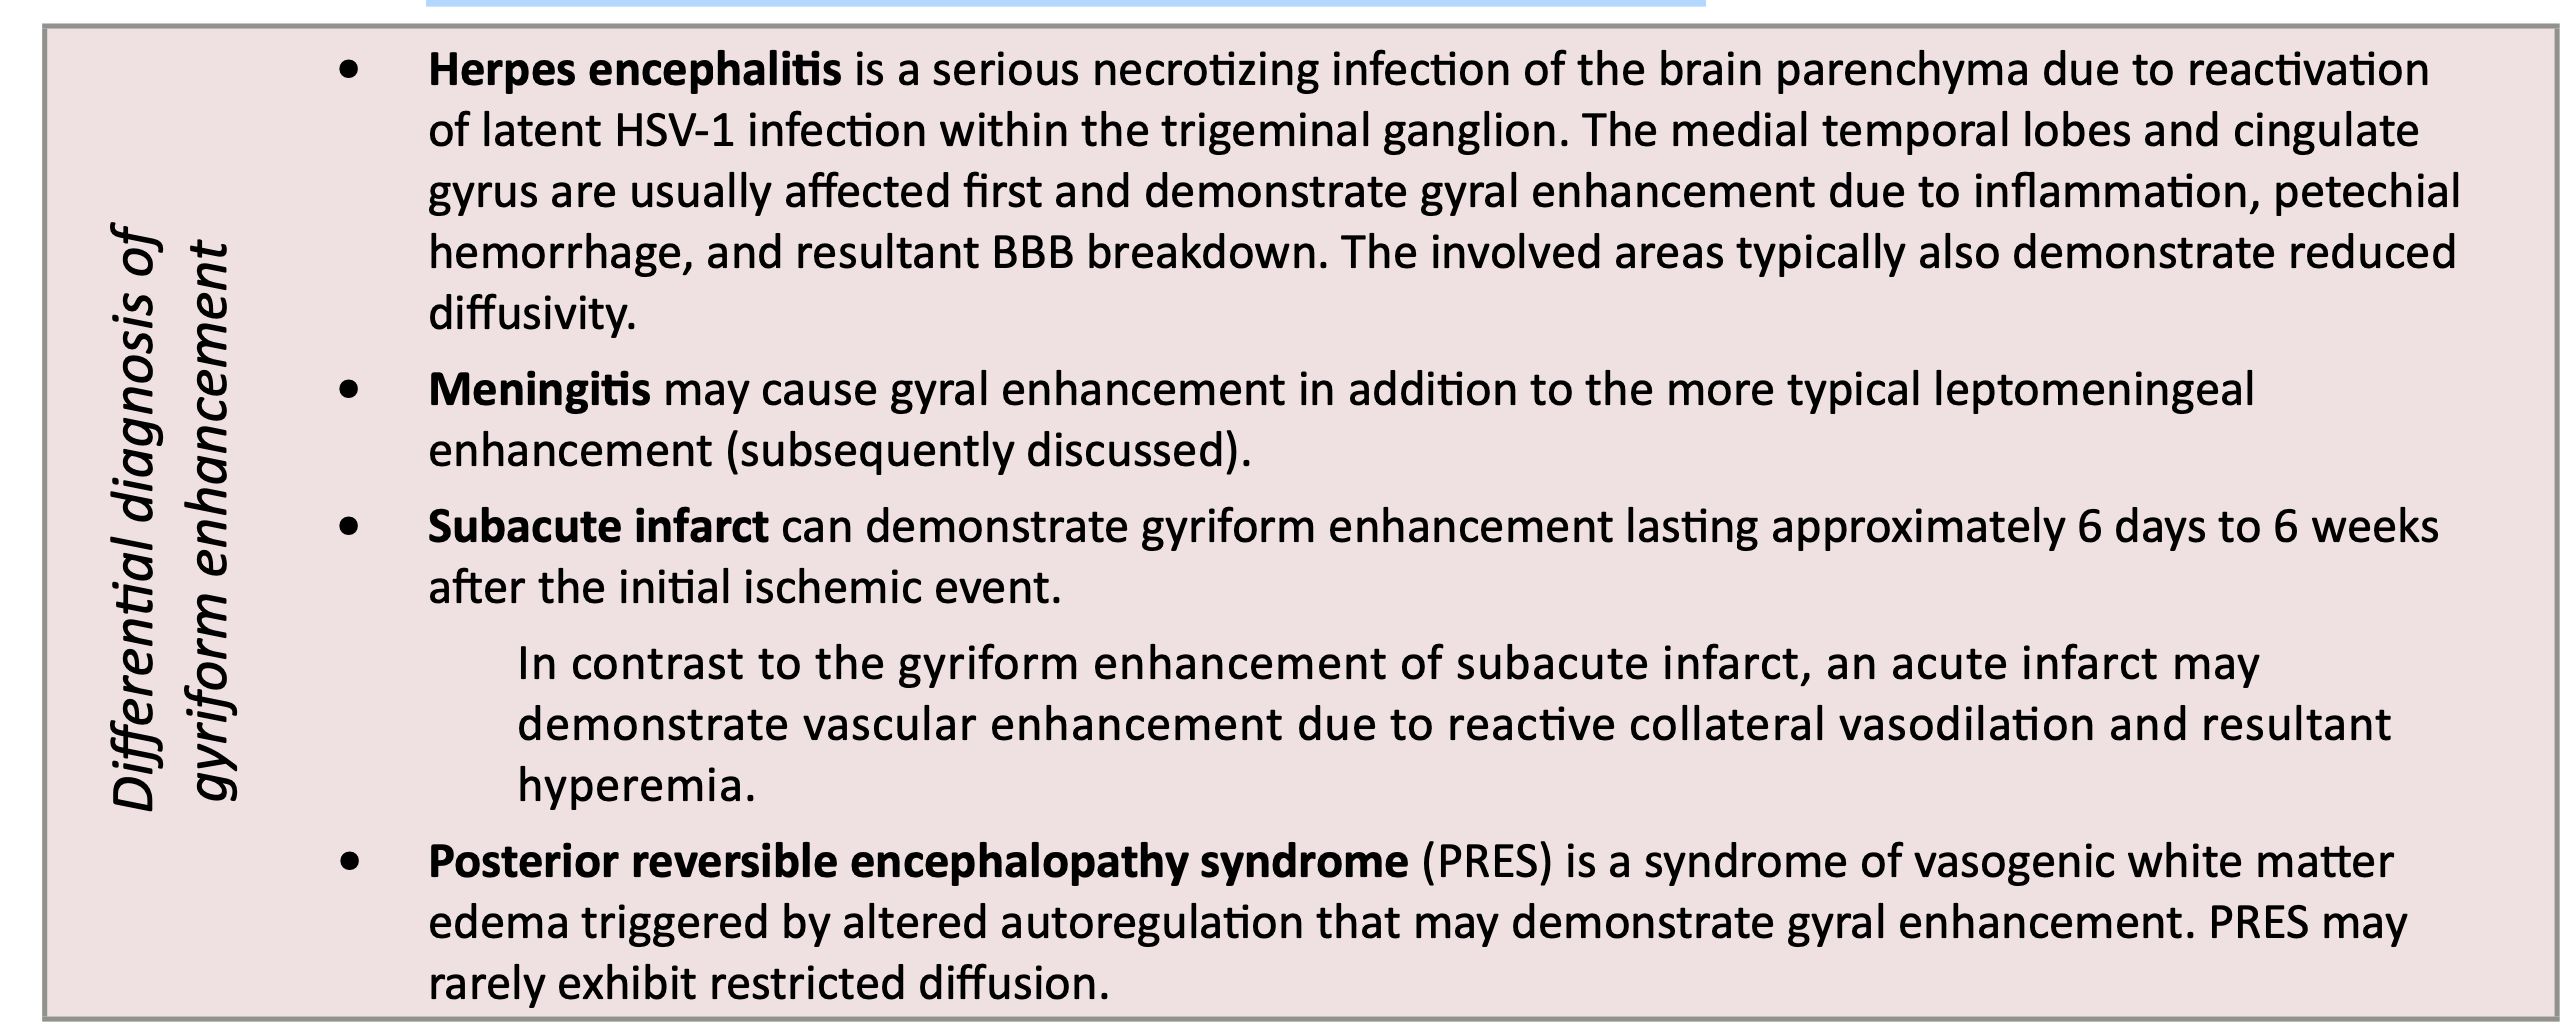 Differential diagnosis of
gyriform enhancement
• Herpes encephalitis is a serious necrotizing infection of the brain parenchyma due to reactivation
of latent HSV-1 infection within the trigeminal ganglion. The medial temporal lobes and cingulate
gyrus are usually affected first and demonstrate gyral enhancement due to inflammation, petechial
hemorrhage, and resultant BBB breakdown. The involved areas typically also demonstrate reduced
diffusivity.
• Meningitis may cause gyral enhancement in addition to the more typical leptomeningeal
enhancement (subsequently discussed).
• Subacute infarct can demonstrate gyriform enhancement lasting approximately 6 days to 6 weeks
after the initial ischemic event.
In contrast to the gyriform enhancement of subacute infarct, an acute infarct may
demonstrate vascular enhancement due to reactive collateral vasodilation and resultant
hyperemia.
• Posterior reversible encephalopathy syndrome (PRES) is a syndrome of vasogenic white matter
edema triggered by altered autoregulation that may demonstrate gyral enhancement. PRES may
rarely exhibit restricted diffusion.